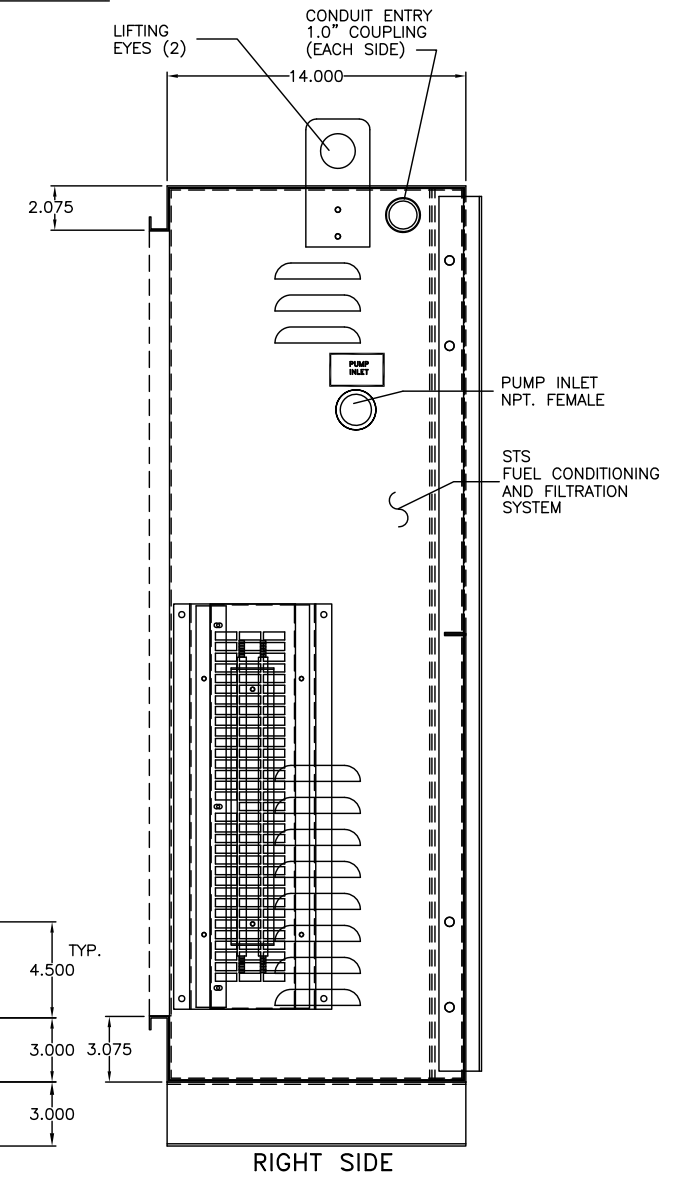 LIFTING
EYES (2)
CONDUIT ENTRY
1.0" COUPLING
(EACH SIDE)
14.000
2.075
PUMP
INLET
PUMP INLET
NPT. FEMALE
STS
FUEL CONDITIONING
AND FILTRATION
SYSTEM
TYP.
4.500
3.000
3.075
3.000
RIGHT SIDE